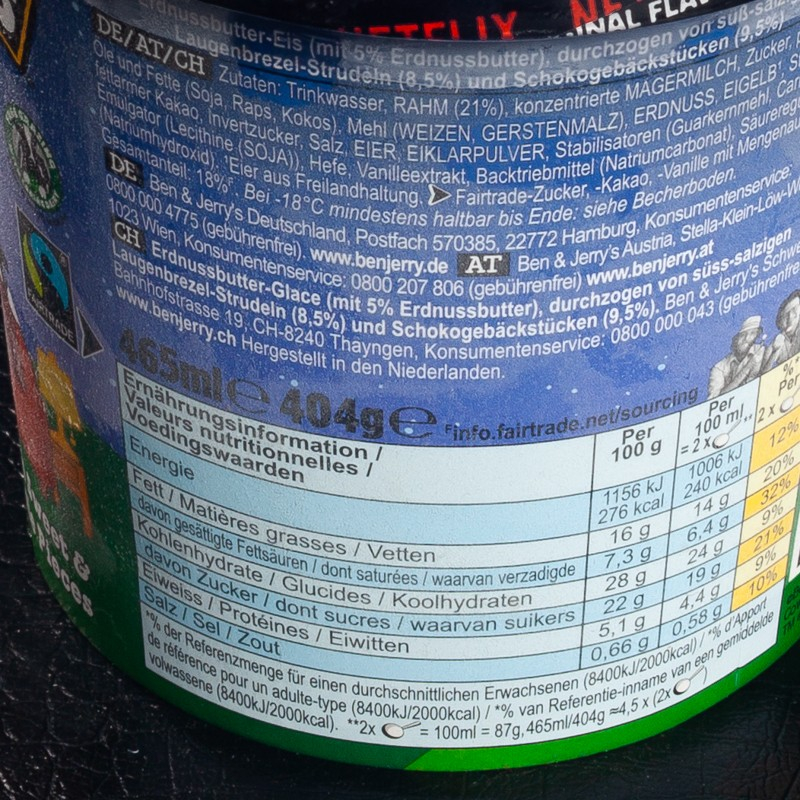 NETFLIX
Erdnussbutter-Eis (mit 5% Erdnussbutter), durchzogen von süß-salzigen
Laugenbrezel-Strudeln (8,5%) und Schokogebäckstücken (9,5%).
DE/AT/CH Zutaten: Trinkwasser, RAHM (21%), konzentrierte MAGERMILCH, Zucker,
Öle und Fette (Soja, Raps, Kokos), Mehl (WEIZEN, GERSTENMALZ), ERDNUSS, EIGELB¹,
fettarmer Kakao, Invertzucker, Salz, EIER, EIKLARPULVER, Stabilisatoren (Guarkernmehl,
Emulgator (Lecithine (SOJA)), Hefe, Vanilleextrakt, Backtriebmittel (Natriumcarbonat),
(Natriumhydroxid). ¹Eier aus Freilandhaltung. Fairtrade-Zucker, -Kakao, -Vanille mit
Gesamtanteil: 18%ᶠ Bei -18°C mindestens haltbar bis Ende: siehe Becherboden.
DE Ben & Jerry's Deutschland, Postfach 570385, 22772 Hamburg, Konsumentenservice:
0800 000 4775 (gebührenfrei). www.benjerry.de AT Ben & Jerry's Austria, Stella-Klein-Löw-
1023 Wien, Konsumentenservice: 0800 207 806 (gebührenfrei) www.benjerry.at
CH Erdnussbutter-Glace (mit 5% Erdnussbutter), durchzogen von süss-salzigen
Laugenbrezel-Strudeln (8,5%) und Schokogebäckstücken (9,5%). Ben & Jerry's
Bahnhofstrasse 19, CH-8240 Thayngen, Konsumentenservice: 0800 000 043
www.benjerry.ch Hergestellt in den Niederlanden.
FAIRTRADE
465ml℮ 404g℮ ᶠinfo.fairtrade.net/sourcing
Ernährungsinformation /
Valeurs nutritionnelles /
Voedingswaarden
Per 100 g
Per 100 ml = 2x **
%* Per 2 x
Energie 1156 kJ 276 kcal 1006 kJ 240 kcal 12%
Fett / Matières grasses / Vetten 16 g 14 g 20%
davon gesättigte Fettsäuren / dont saturées / waarvan verzadigde 7,3 g 6,4 g 32%
Kohlenhydrate / Glucides / Koolhydraten 28 g 24 g 9%
davon Zucker / dont sucres / waarvan suikers 22 g 19 g 21%
Eiweiss / Protéines / Eiwitten 5,1 g 4,4 g 9%
Salz / Sel / Zout 0,66 g 0,58 g 10%
*% der Referenzmenge für einen durchschnittlichen Erwachsenen (8400kJ/2000kcal) / *% d'Apport
de référence pour un adulte-type (8400kJ/2000kcal) / *% van Referentie-inname van een gemiddelde
volwassene (8400kJ/2000kcal). **2x = 100ml = 87g, 465ml/404g ≈4,5 x (2x )